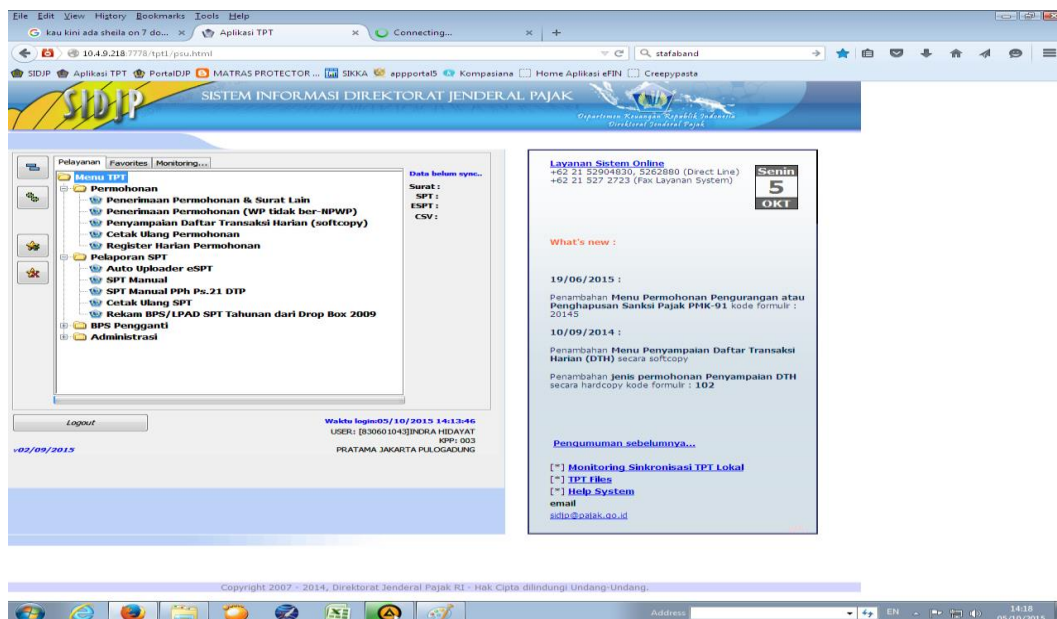 File Edit View History Bookmarks Tools Help
kau kini ada sheila on 7 do... × Aplikasi TPT × Connecting... × +
10.4.9.218:7778/tpt1/psu.html stafaband
SIDJP Aplikasi TPT PortalDJP MATRAS PROTECTOR ... SIKKA appportal5 Kompasiana Home Aplikasi eFIN Creepypasta
SIDJP SISTEM INFORMASI DIREKTORAT JENDERAL PAJAK
Departemen Keuangan Republik Indonesia
Direktorat Jenderal Pajak
Pelayanan Favorites Monitoring...
Menu TPT
Permohonan
Penerimaan Permohonan & Surat Lain
Penerimaan Permohonan (WP tidak ber-NPWP)
Penyampaian Daftar Transaksi Harian (softcopy)
Cetak Ulang Permohonan
Register Harian Permohonan
Pelaporan SPT
Auto Uploader eSPT
SPT Manual
SPT Manual PPh Ps.21 DTP
Cetak Ulang SPT
Rekam BPS/LPAD SPT Tahunan dari Drop Box 2009
BPS Pengganti
Administrasi
Data belum sync..
Surat :
SPT :
ESPT :
CSV :
Logout
Waktu login:05/10/2015 14:13:46
USER: [830601043]INDRA HIDAYAT
KPP: 003
PRATAMA JAKARTA PULOGADUNG
v02/09/2015
Layanan Sistem Online
+62 21 52904830, 5262880 (Direct Line)
+62 21 527 2723 (Fax Layanan System)
Senin
5
OKT
What's new :
19/06/2015 :
Penambahan Menu Permohonan Pengurangan atau
Penghapusan Sanksi Pajak PMK-91 kode formulir :
20145
10/09/2014 :
Penambahan Menu Penyampaian Daftar Transaksi
Harian (DTH) secara softcopy
Penambahan jenis permohonan Penyampaian DTH
secara hardcopy kode formulir : 102
Pengumuman sebelumnya...
[*] Monitoring Sinkronisasi TPT Lokal
[*] TPT Files
[*] Help System
email
sidjp@pajak.go.id
Copyright 2007 - 2014, Direktorat Jenderal Pajak RI - Hak Cipta dilindungi Undang-Undang.
Address EN 14:18
05/10/2015